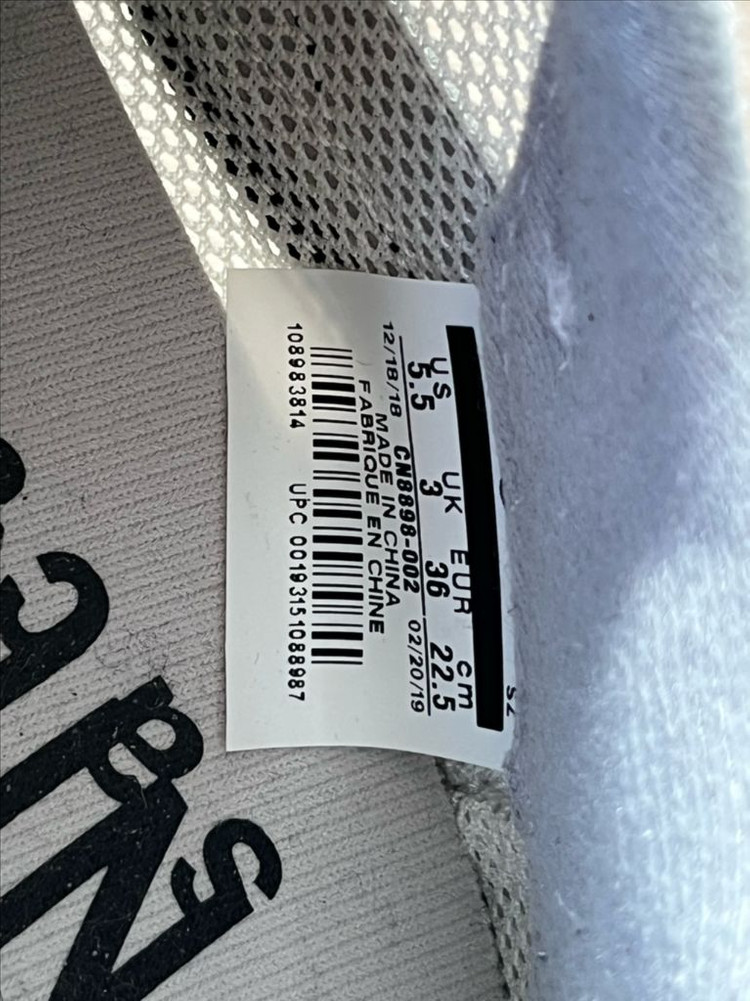 SZ
US UK EUR cm
5.5 3 36 22.5
12/18/18 CN8898-002 02/20/19
MADE IN CHINA
FABRIQUE EN CHINE
108983814 UPC 00193151088987